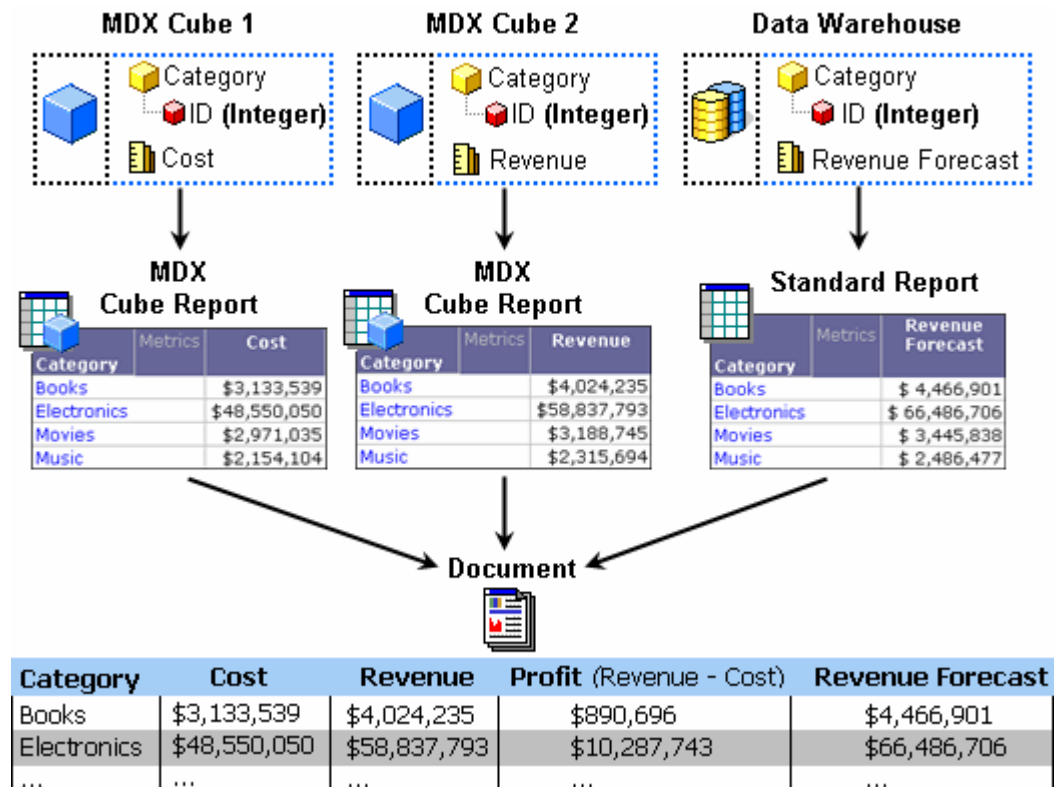 MDX Cube 1
MDX Cube 2
Data Warehouse
Category
ID (Integer)
Cost
Category
ID (Integer)
Revenue
Category
ID (Integer)
Revenue Forecast
MDX
Cube Report
Metrics Cost
Category
Books $3,133,539
Electronics $48,550,050
Movies $2,971,035
Music $2,154,104
MDX
Cube Report
Metrics Revenue
Category
Books $4,024,235
Electronics $58,837,793
Movies $3,188,745
Music $2,315,694
Standard Report
Metrics Revenue
Forecast
Category
Books $ 4,466,901
Electronics $ 66,486,706
Movies $ 3,445,838
Music $ 2,486,477
Document
Category Cost Revenue Profit (Revenue - Cost) Revenue Forecast
Books $3,133,539 $4,024,235 $890,696 $4,466,901
Electronics $48,550,050 $58,837,793 $10,287,743 $66,486,706
... ... ... ... ...